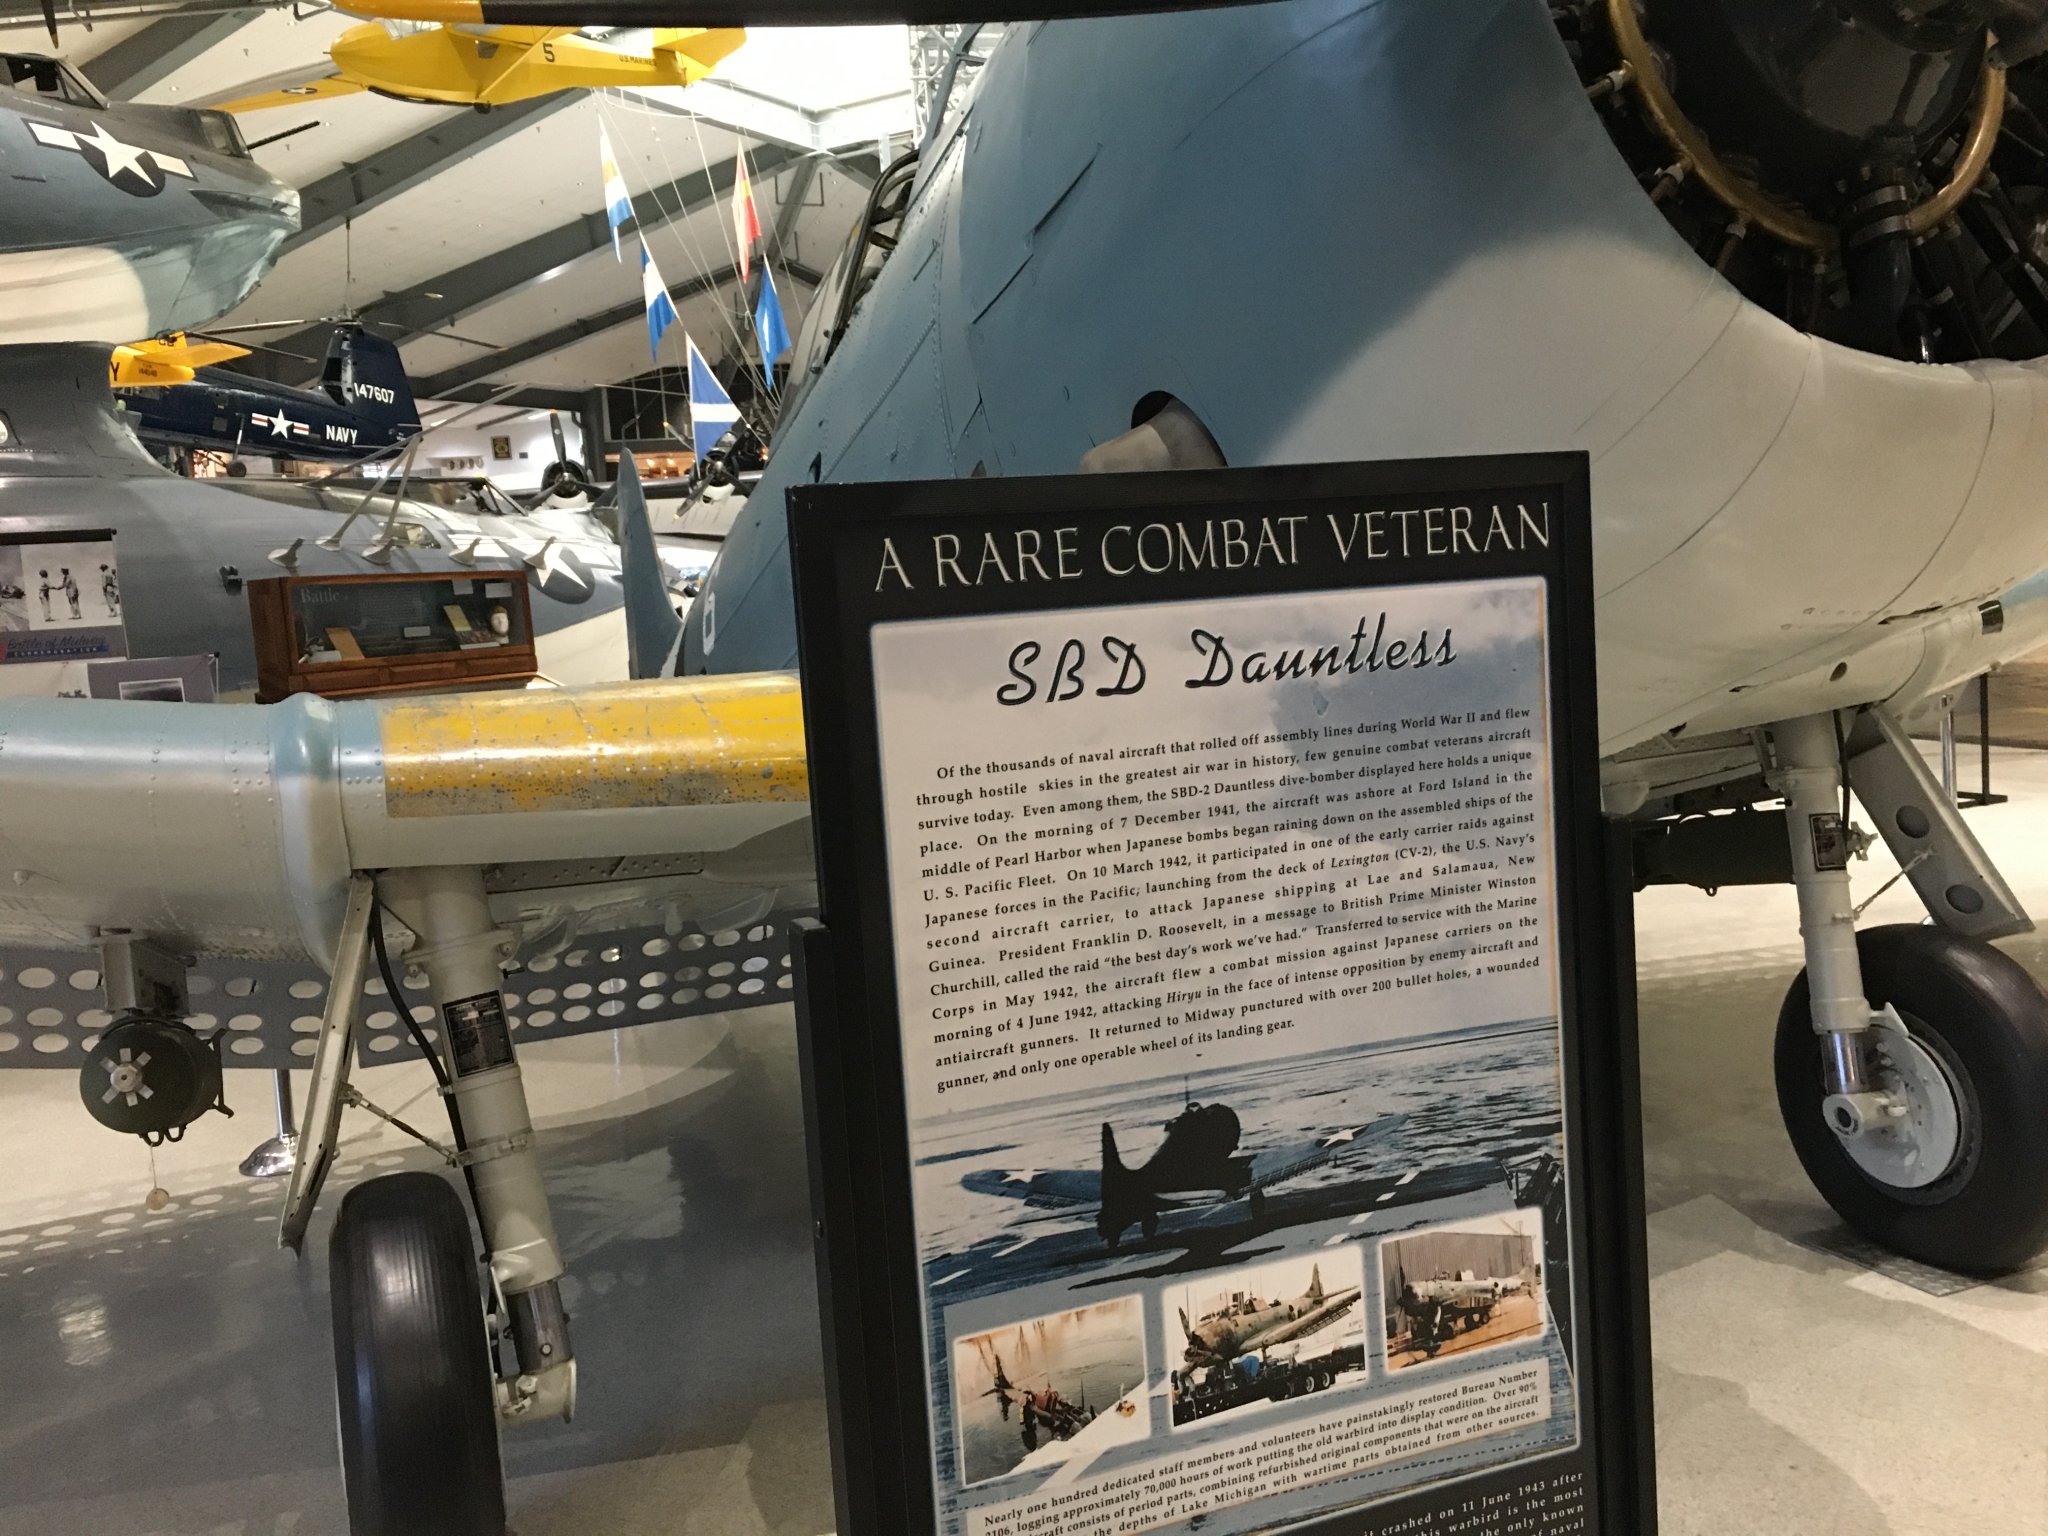 5
U.S. MARINES
147607
NAVY
Y
Battle
Battle of Midway
COMMEMORATION
6
A RARE COMBAT VETERAN
SBD Dauntless
Of the thousands of naval aircraft that rolled off assembly lines during World War II and flew
through hostile skies in the greatest air war in history, few genuine combat veterans aircraft
survive today. Even among them, the SBD-2 Dauntless dive-bomber displayed here holds a unique
place. On the morning of 7 December 1941, the aircraft was ashore at Ford Island in the
middle of Pearl Harbor when Japanese bombs began raining down on the assembled ships of the
U. S. Pacific Fleet. On 10 March 1942, it participated in one of the early carrier raids against
Japanese forces in the Pacific; launching from the deck of Lexington (CV-2), the U.S. Navy's
second aircraft carrier, to attack Japanese shipping at Lae and Salamaua, New
Guinea. President Franklin D. Roosevelt, in a message to British Prime Minister Winston
Churchill, called the raid "the best day's work we've had." Transferred to service with the Marine
Corps in May 1942, the aircraft flew a combat mission against Japanese carriers on the
morning of 4 June 1942, attacking Hiryu in the face of intense opposition by enemy aircraft and
antiaircraft gunners. It returned to Midway punctured with over 200 bullet holes, a wounded
gunner, and only one operable wheel of its landing gear.
Nearly one hundred dedicated staff members and volunteers have painstakingly restored Bureau Number
2106, logging approximately 70,000 hours of work putting the old warbird into display condition. Over 90%
aircraft consists of period parts, combining refurbished original components that were on the aircraft
the depths of Lake Michigan with wartime parts obtained from other sources.
it crashed on 11 June 1943 after
this warbird is the most
the only known
of naval